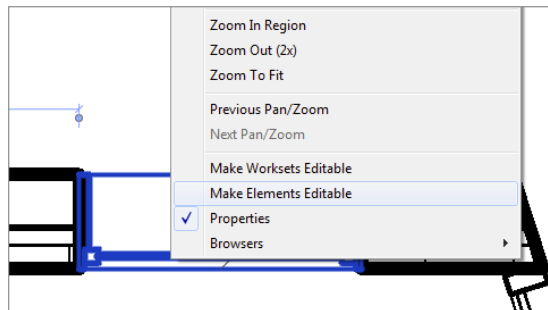 Zoom In Region
Zoom Out (2x)
Zoom To Fit
Previous Pan/Zoom
Next Pan/Zoom
Make Worksets Editable
Make Elements Editable
Properties
Browsers